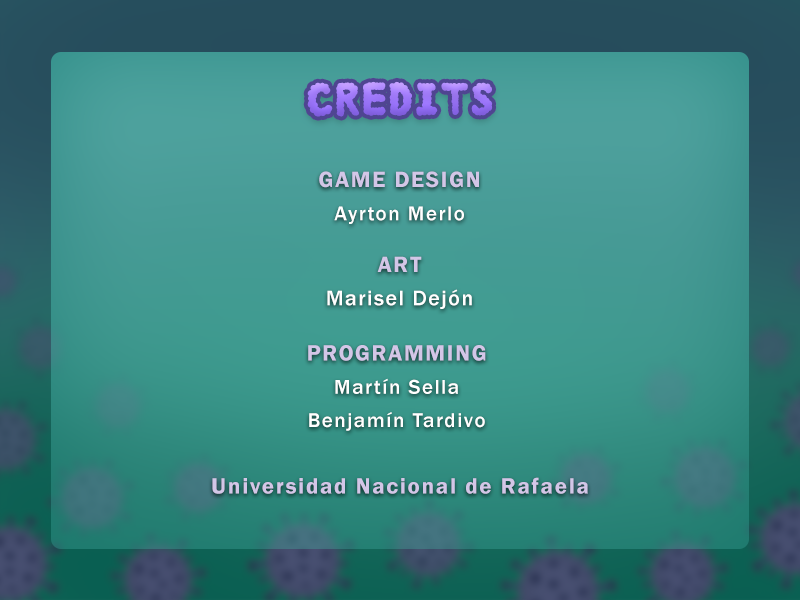 CREDITS
GAME DESIGN
Ayrton Merlo
ART
Marisel Dejón
PROGRAMMING
Martín Sella
Benjamín Tardivo
Universidad Nacional de Rafaela